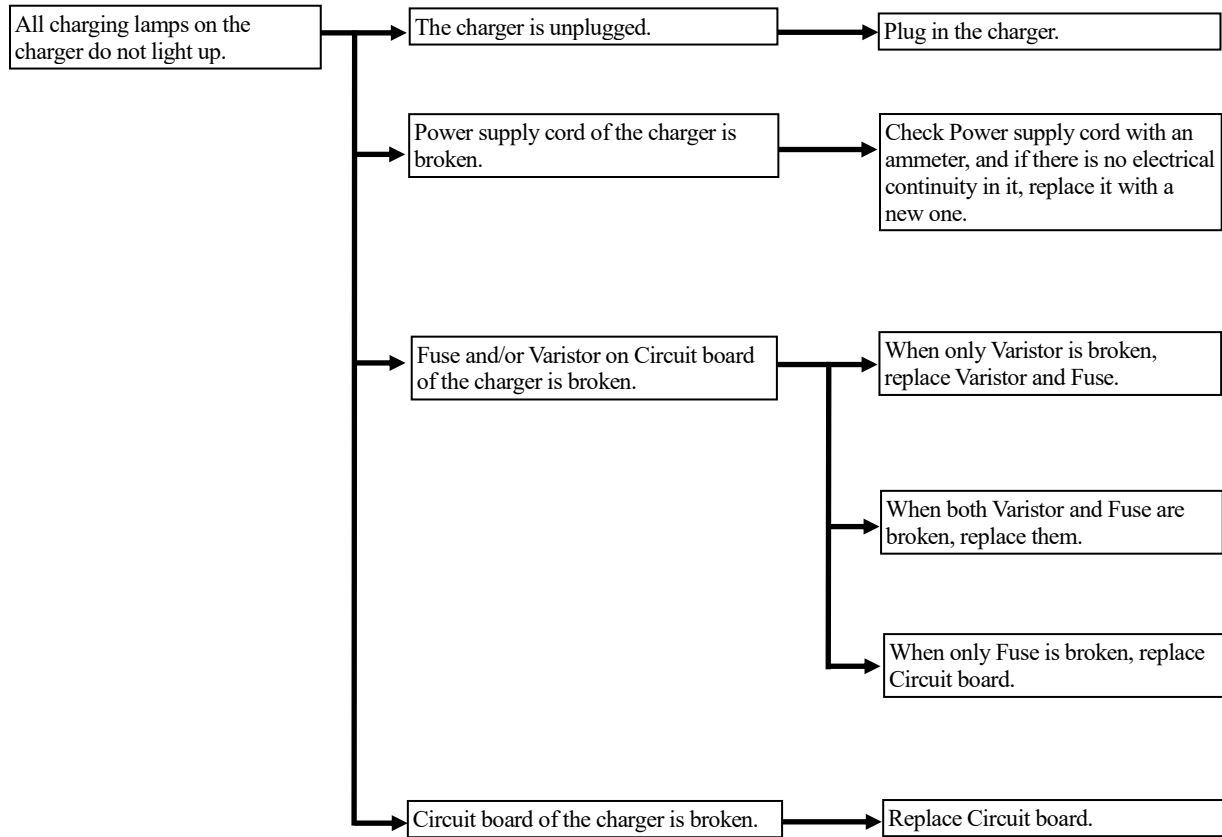 All charging lamps on the
charger do not light up.
The charger is unplugged.
Plug in the charger.
Power supply cord of the charger is
broken.
Check Power supply cord with an
ammeter, and if there is no electrical
continuity in it, replace it with a
new one.
Fuse and/or Varistor on Circuit board
of the charger is broken.
When only Varistor is broken,
replace Varistor and Fuse.
When both Varistor and Fuse are
broken, replace them.
When only Fuse is broken, replace
Circuit board.
Circuit board of the charger is broken.
Replace Circuit board.